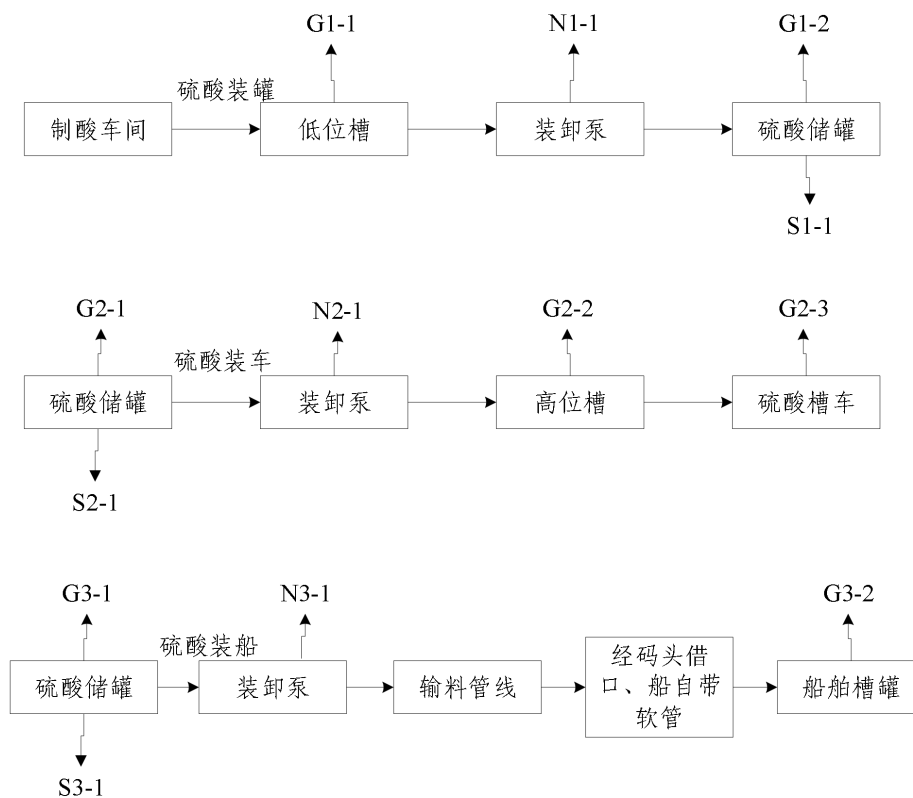 G1-1 N1-1 G1-2
硫酸装罐
制酸车间 低位槽 装卸泵 硫酸储罐
S1-1
G2-1 N2-1 G2-2 G2-3
硫酸装车
硫酸储罐 装卸泵 高位槽 硫酸槽车
S2-1
G3-1 N3-1 G3-2
硫酸装船
硫酸储罐 装卸泵 输料管线
经码头借
口、船自带
软管
船舶槽罐
S3-1